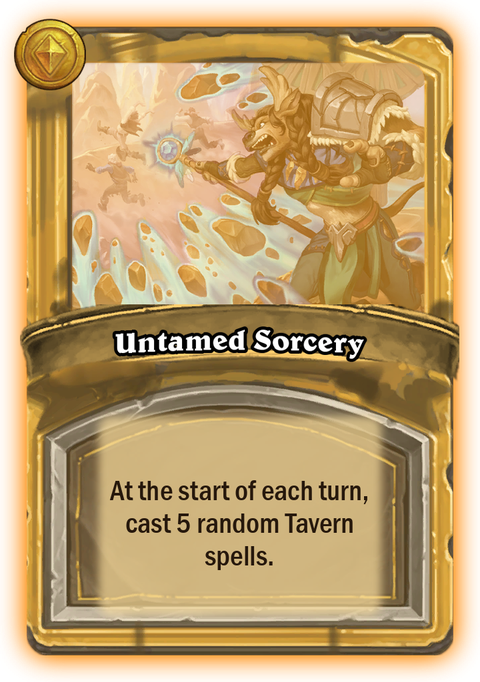 Untamed Sorcery
At the start of each turn,
cast 5 random Tavern
spells.